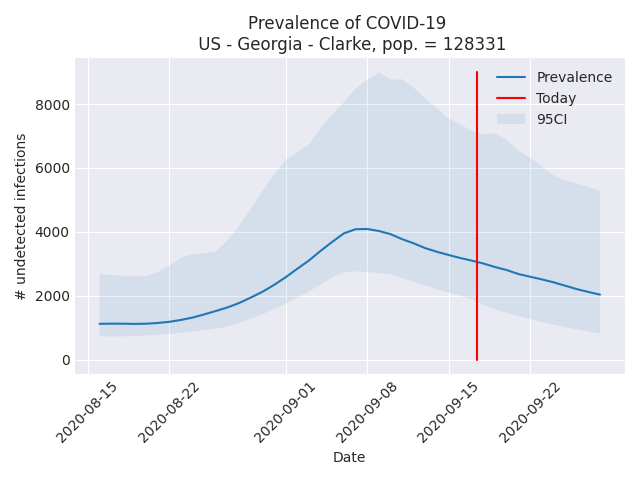 Prevalence of COVID-19
US - Georgia - Clarke, pop. = 128331
Prevalence
Today
95CI
# undetected infections
8000
6000
4000
2000
0
2020-08-15
2020-08-22
2020-09-01
2020-09-08
2020-09-15
2020-09-22
Date